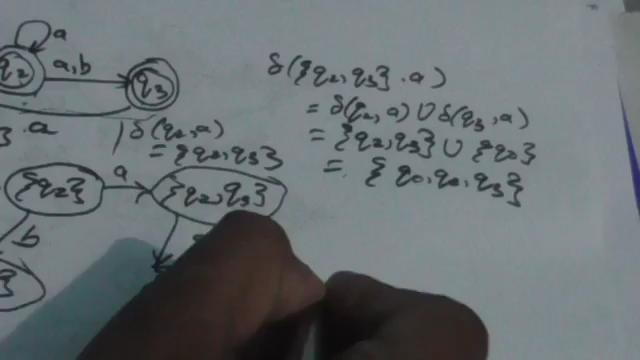 a
q2
a,b
q3
δ({q2,q3}.a)
= δ(q2,a) ∪ δ(q3,a)
= {q2,q3} ∪ {q0}
= {q0,q2,q3}
.a
δ(q2,a)
= {q2,q3}
{q2}
a
{q2,q3}
b